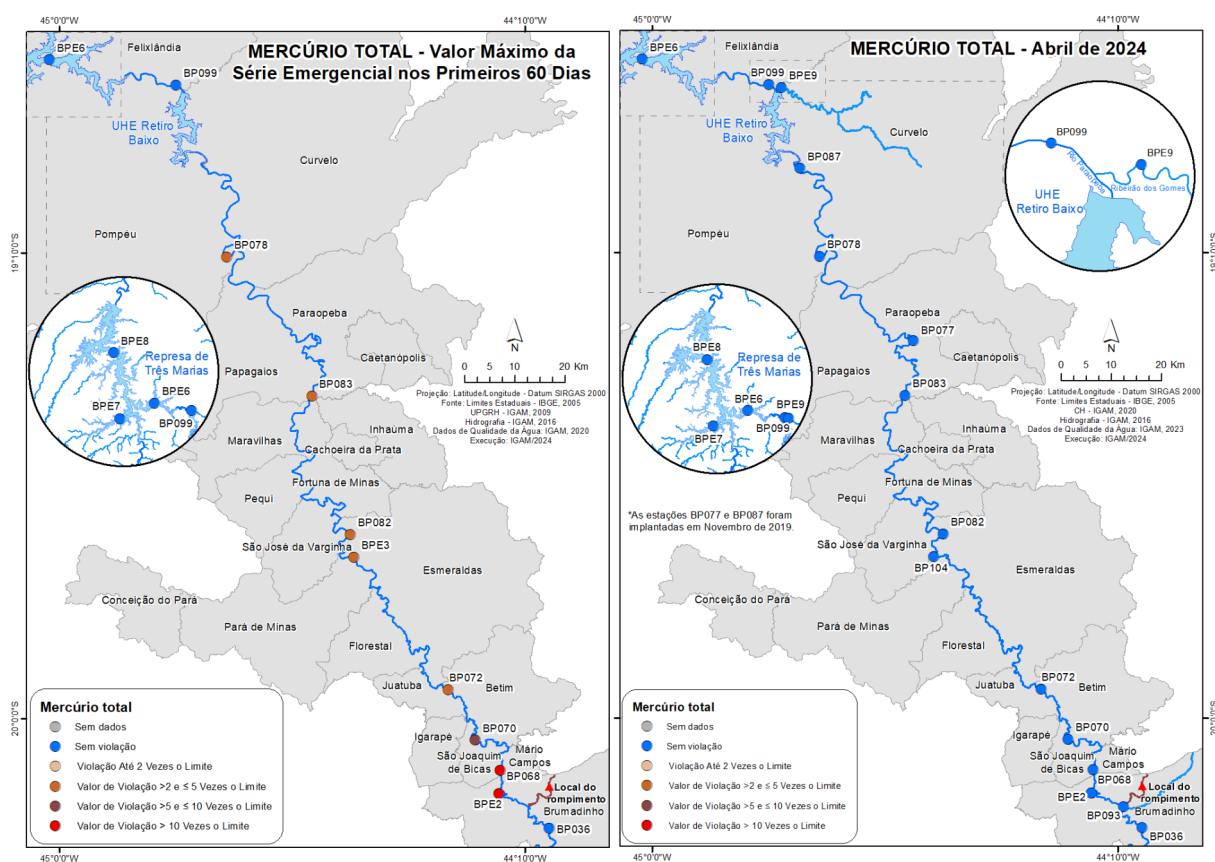 45°0'0"W
44°10'0"W
BPE6
Felixlândia
MERCÚRIO TOTAL - Valor Máximo da
Série Emergencial nos Primeiros 60 Dias
BP099
UHE Retiro
Baixo
Curvelo
Pompéu
BP078
19°10'0"S
Paraopeba
BPE8
Represa de
Três Marias
BPE6
BPE7
BP099
Caetanópolis
N
0 10 20 Km
Papagaios
BP083
Projeção: Latitude/Longitude - Datum SIRGAS 2000
Fonte: Limites Estaduais - IBGE, 2005
UPGRH - IGAM, 2009
Hidrografia - IGAM, 2016
Dados de Qualidade da Água: IGAM, 2020
Execução: IGAM/2024
Inhaúma
Maravilhas
Cachoeira da Prata
Fortuna de Minas
Pequi
BP082
São José da Varginha
BPE3
Esmeraldas
Conceição do Pará
Pará de Minas
Florestal
BP072
Juatuba
Betim
20°0'0"S
Igarapé
BP070
São Joaquim
de Bicas
Mário
Campos
BP068
BPE2
Local do
rompimento
Brumadinho
BP036
Mercúrio total
Sem dados
Sem violação
Violação Até 2 Vezes o Limite
Valor de Violação >2 e ≤ 5 Vezes o Limite
Valor de Violação >5 e ≤ 10 Vezes o Limite
Valor de Violação > 10 Vezes o Limite
45°0'0"W
44°10'0"W
45°0'0"W
44°10'0"W
BPE6
Felixlândia
MERCÚRIO TOTAL - Abril de 2024
BP099
BPE9
UHE Retiro
Baixo
Curvelo
BP087
BP099
BPE9
Rio Paraopeba
Ribeirão dos Gomes
UHE
Retiro Baixo
Pompéu
BP078
19°10'0"S
Paraopeba
BP077
BPE8
Represa de
Três Marias
BPE6
BPE9
BPE7
BP099
Caetanópolis
N
0 10 20 Km
Papagaios
BP083
Projeção: Latitude/Longitude - Datum SIRGAS 2000
Fonte: Limites Estaduais - IBGE, 2005
CH - IGAM, 2020
Hidrografia - IGAM, 2016
Dados de Qualidade da Água: IGAM, 2023
Execução: IGAM/2024
Inhaúma
Maravilhas
Cachoeira da Prata
Fortuna de Minas
Pequi
*As estações BP077 e BP087 foram
implantadas em Novembro de 2019.
BP082
São José da Varginha
BP104
Esmeraldas
Conceição do Pará
Pará de Minas
Florestal
BP072
Juatuba
Betim
20°0'0"S
Igarapé
BP070
São Joaquim
de Bicas
Mário
Campos
BP068
BPE2
Local do
rompimento
BP093
Brumadinho
BP036
Mercúrio total
Sem dados
Sem violação
Violação Até 2 Vezes o Limite
Valor de Violação >2 e ≤ 5 Vezes o Limite
Valor de Violação >5 e ≤ 10 Vezes o Limite
Valor de Violação > 10 Vezes o Limite
45°0'0"W
44°10'0"W